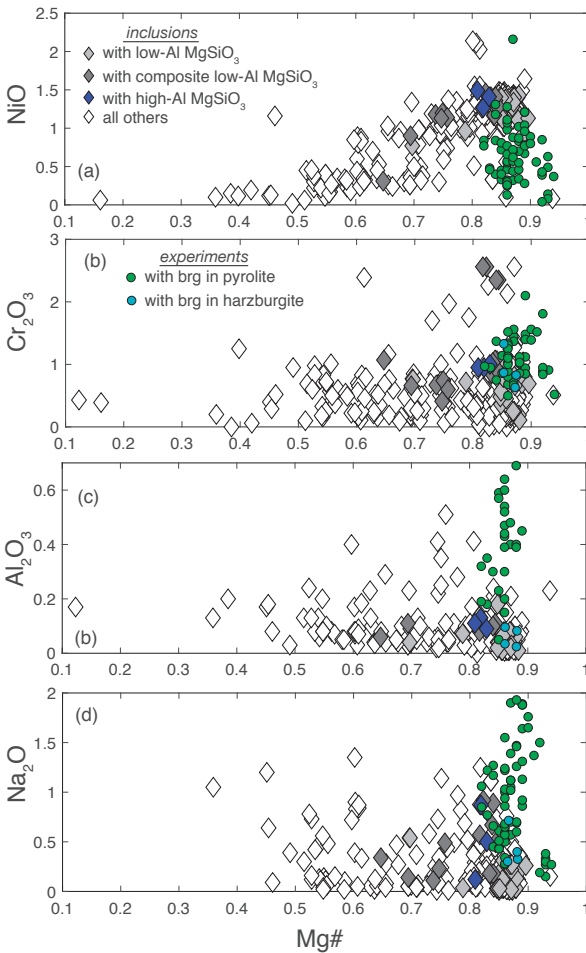 2.5
2
1.5
1
0.5
0
NiO
inclusions
with low-Al MgSiO3
with composite low-Al MgSiO3
with high-Al MgSiO3
all others
(a)
0.1 0.2 0.3 0.4 0.5 0.6 0.7 0.8 0.9 1
3
2
1
0
Cr2O3
(b)
experiments
with brg in pyrolite
with brg in harzburgite
0.1 0.2 0.3 0.4 0.5 0.6 0.7 0.8 0.9 1
0.6
0.4
0.2
0
Al2O3
(c)
(b)
0.1 0.2 0.3 0.4 0.5 0.6 0.7 0.8 0.9 1
2
1.5
1
0.5
0
Na2O
(d)
0.1 0.2 0.3 0.4 0.5 0.6 0.7 0.8 0.9 1
Mg#